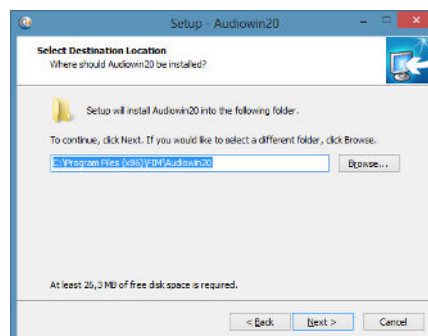 Setup - Audiowin20
Select Destination Location
Where should Audiowin20 be installed?
Setup will install Audiowin20 into the following folder.
To continue, click Next. If you would like to select a different folder, click Browse.
C:\Program Files (x86)\FIM\Audiowin20
Browse...
At least 26,3 MB of free disk space is required.
< Back
Next >
Cancel